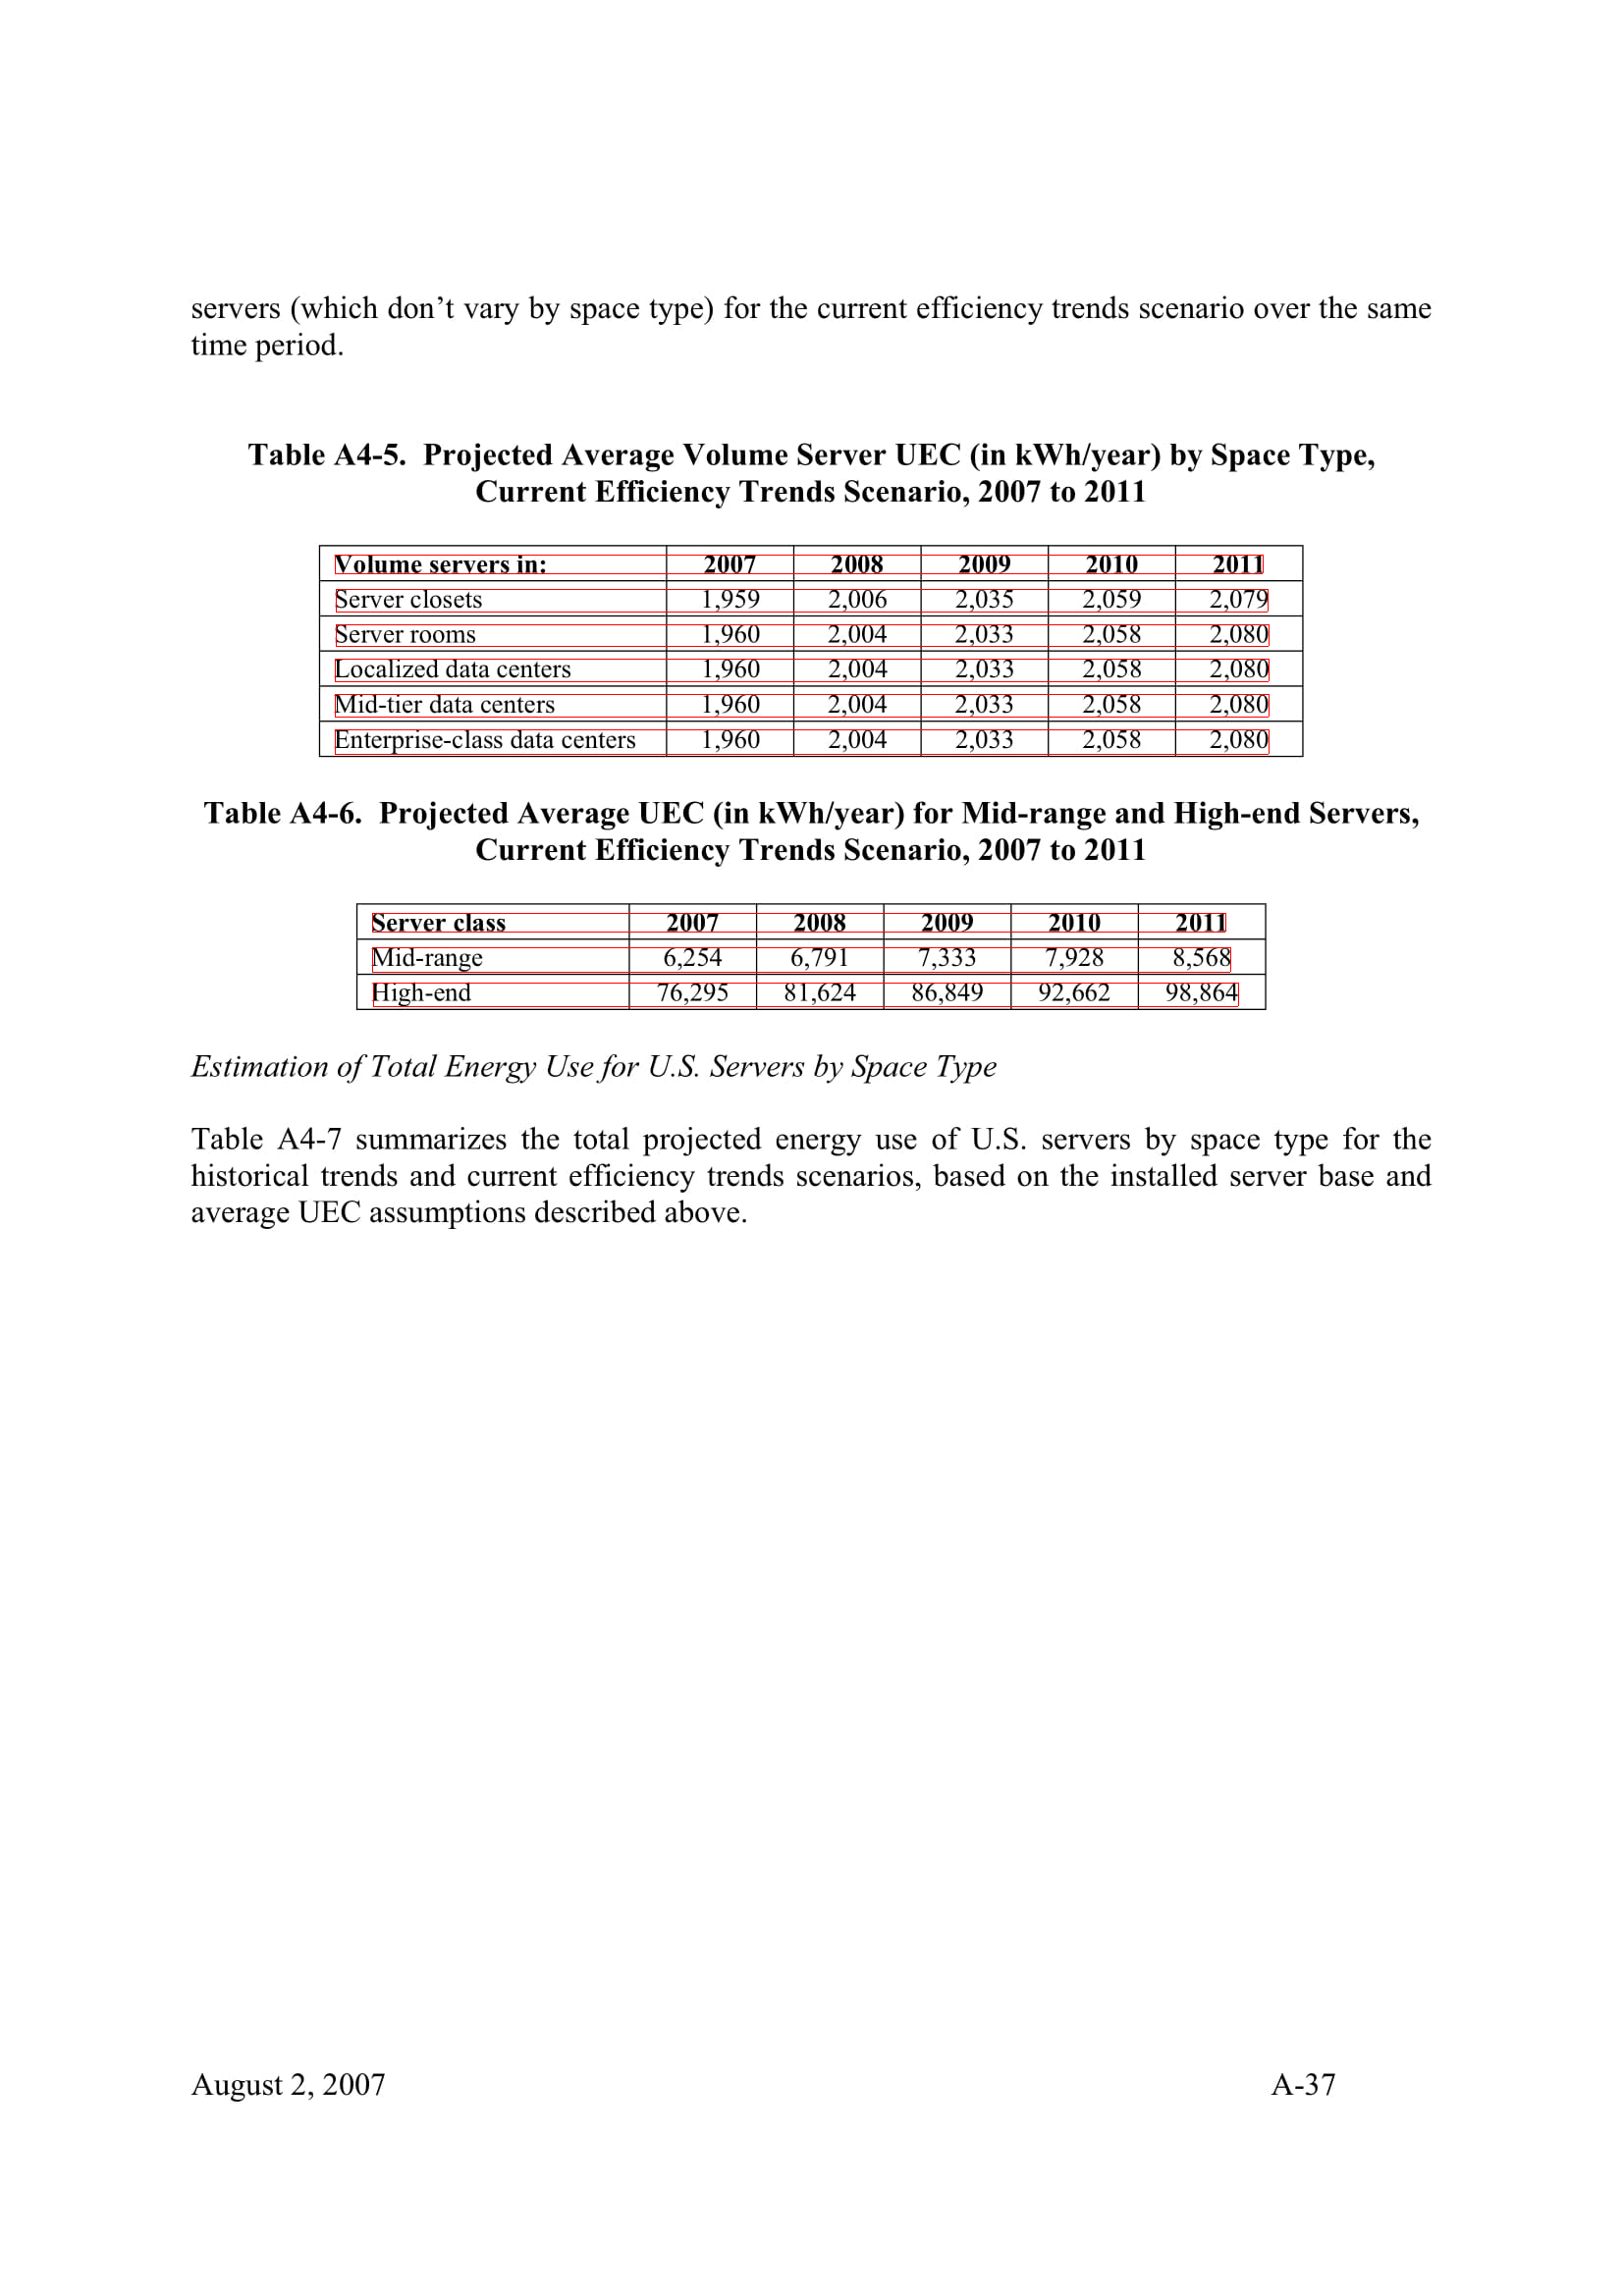 servers (which don’t vary by space type) for the current efficiency trends scenario over the same
time period.
Table A4-5. Projected Average Volume Server UEC (in kWh/year) by Space Type,
Current Efficiency Trends Scenario, 2007 to 2011
Volume servers in: 2007 2008 2009 2010 2011
Server closets 1,959 2,006 2,035 2,059 2,079
Server rooms 1,960 2,004 2,033 2,058 2,080
Localized data centers 1,960 2,004 2,033 2,058 2,080
Mid-tier data centers 1,960 2,004 2,033 2,058 2,080
Enterprise-class data centers 1,960 2,004 2,033 2,058 2,080
Table A4-6. Projected Average UEC (in kWh/year) for Mid-range and High-end Servers,
Current Efficiency Trends Scenario, 2007 to 2011
Server class 2007 2008 2009 2010 2011
Mid-range 6,254 6,791 7,333 7,928 8,568
High-end 76,295 81,624 86,849 92,662 98,864
Estimation of Total Energy Use for U.S. Servers by Space Type
Table A4-7 summarizes the total projected energy use of U.S. servers by space type for the
historical trends and current efficiency trends scenarios, based on the installed server base and
average UEC assumptions described above.
August 2, 2007 A-37